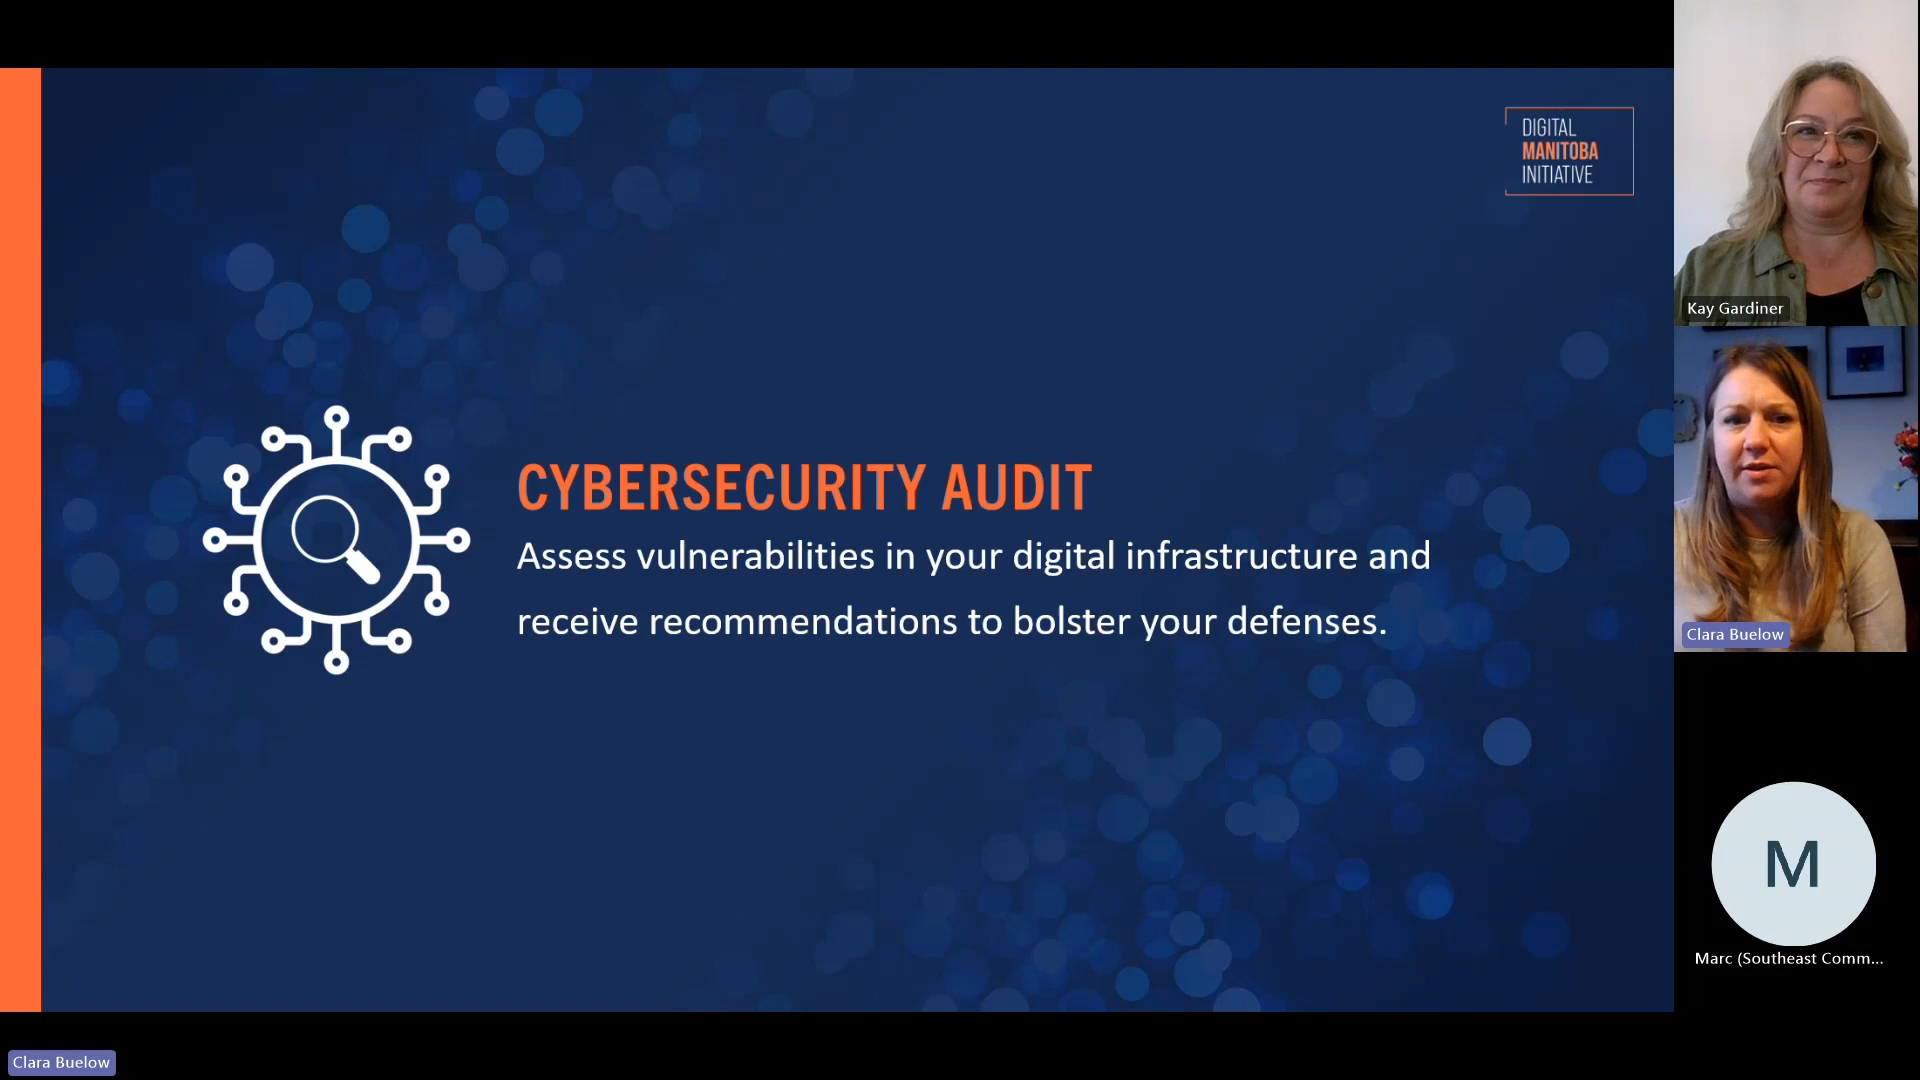 DIGITAL
MANITOBA
INITIATIVE
CYBERSECURITY AUDIT
Assess vulnerabilities in your digital infrastructure and
receive recommendations to bolster your defenses.
Kay Gardiner
Clara Buelow
M
Marc (Southeast Comm...
Clara Buelow